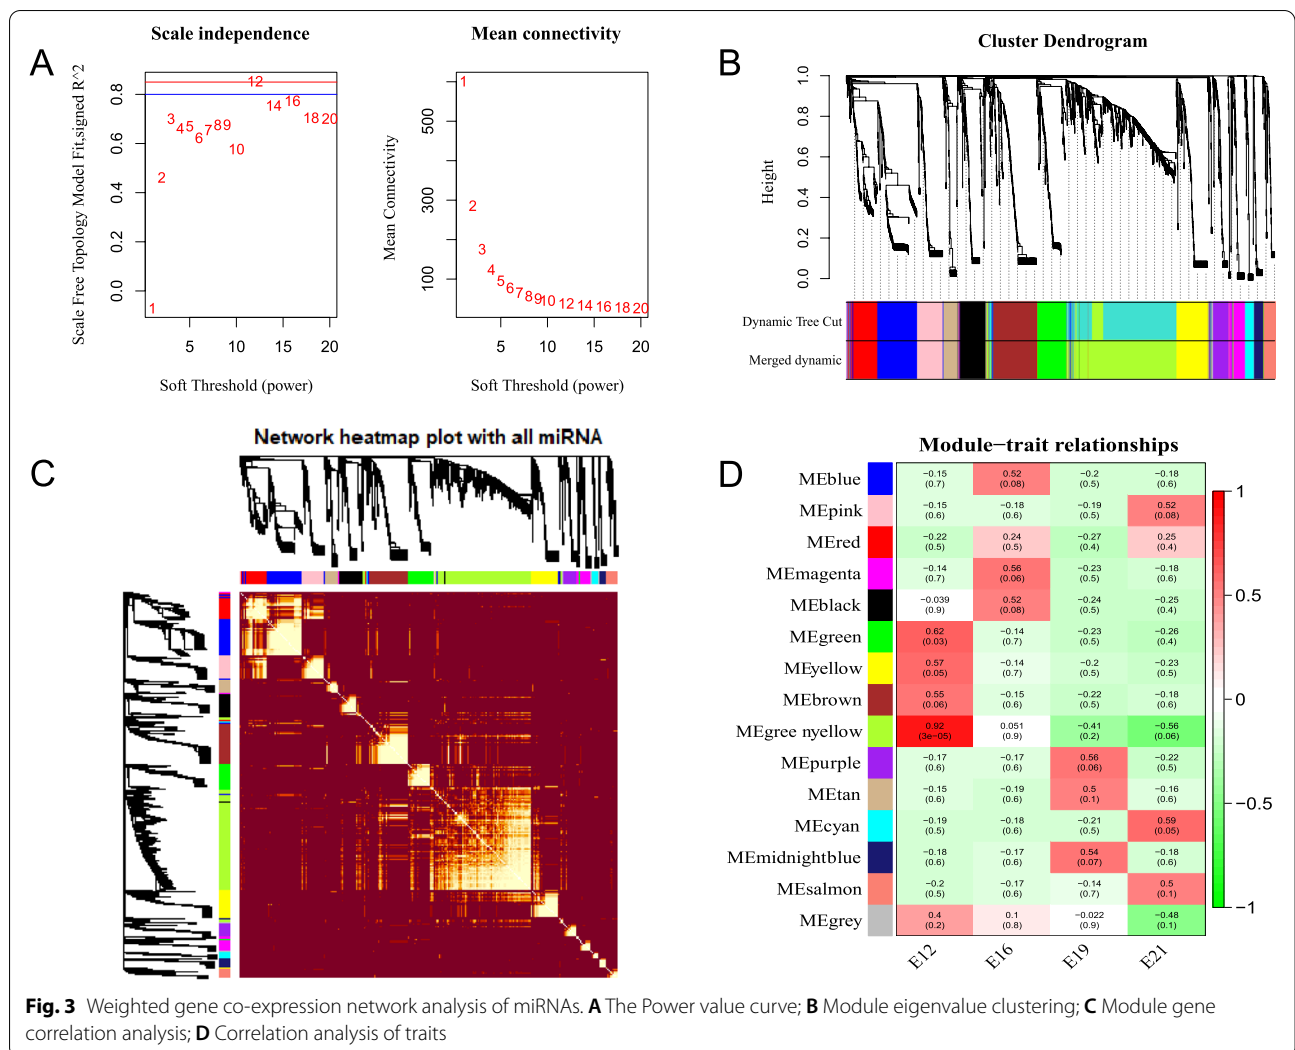 A
Scale independence
Scale Free Topology Model Fit,signed R^2
0.8
0.6
0.4
0.2
0.0
1
2
3
4
5
6
7
8
9
10
12
14
16
18
20
5
10
15
20
Soft Threshold (power)
Mean connectivity
Mean Connectivity
500
300
100
1
2
3
4
5
6
7
8
9
10
12
14
16
18
20
5
10
15
20
Soft Threshold (power)
B
Cluster Dendrogram
Height
1.0
0.8
0.6
0.4
0.2
0.0
Dynamic Tree Cut
Merged dynamic
C
Network heatmap plot with all miRNA
D
Module−trait relationships
MEblue −0.15 0.52 −0.2 −0.18
(0.7) (0.08) (0.5) (0.6)
MEpink −0.15 −0.18 −0.19 0.52
(0.6) (0.6) (0.5) (0.08)
MEred −0.22 0.24 −0.27 0.25
(0.5) (0.5) (0.4) (0.4)
MEmagenta −0.14 0.56 −0.23 −0.18
(0.7) (0.06) (0.5) (0.6)
MEblack −0.039 0.52 −0.24 −0.25
(0.9) (0.08) (0.5) (0.4)
MEgreen 0.62 −0.14 −0.23 −0.26
(0.03) (0.7) (0.5) (0.4)
MEyellow 0.57 −0.14 −0.2 −0.23
(0.05) (0.7) (0.5) (0.5)
MEbrown 0.55 −0.15 −0.22 −0.18
(0.06) (0.6) (0.5) (0.6)
MEgree nyellow 0.92 0.051 −0.41 −0.56
(3e−05) (0.9) (0.2) (0.06)
MEpurple −0.17 −0.17 0.56 −0.22
(0.6) (0.6) (0.06) (0.5)
MEtan −0.15 −0.19 0.5 −0.16
(0.6) (0.6) (0.1) (0.6)
MEcyan −0.19 −0.18 −0.21 0.59
(0.5) (0.6) (0.5) (0.05)
MEmidnightblue −0.18 −0.17 0.54 −0.18
(0.6) (0.6) (0.07) (0.6)
MEsalmon −0.2 −0.17 −0.14 0.5
(0.5) (0.6) (0.7) (0.1)
MEgrey 0.4 0.1 −0.022 −0.48
(0.2) (0.8) (0.9) (0.1)
E12 E16 E19 E21
1
0.5
0
−0.5
−1
Fig. 3 Weighted gene co-expression network analysis of miRNAs. A The Power value curve; B Module eigenvalue clustering; C Module gene
correlation analysis; D Correlation analysis of traits